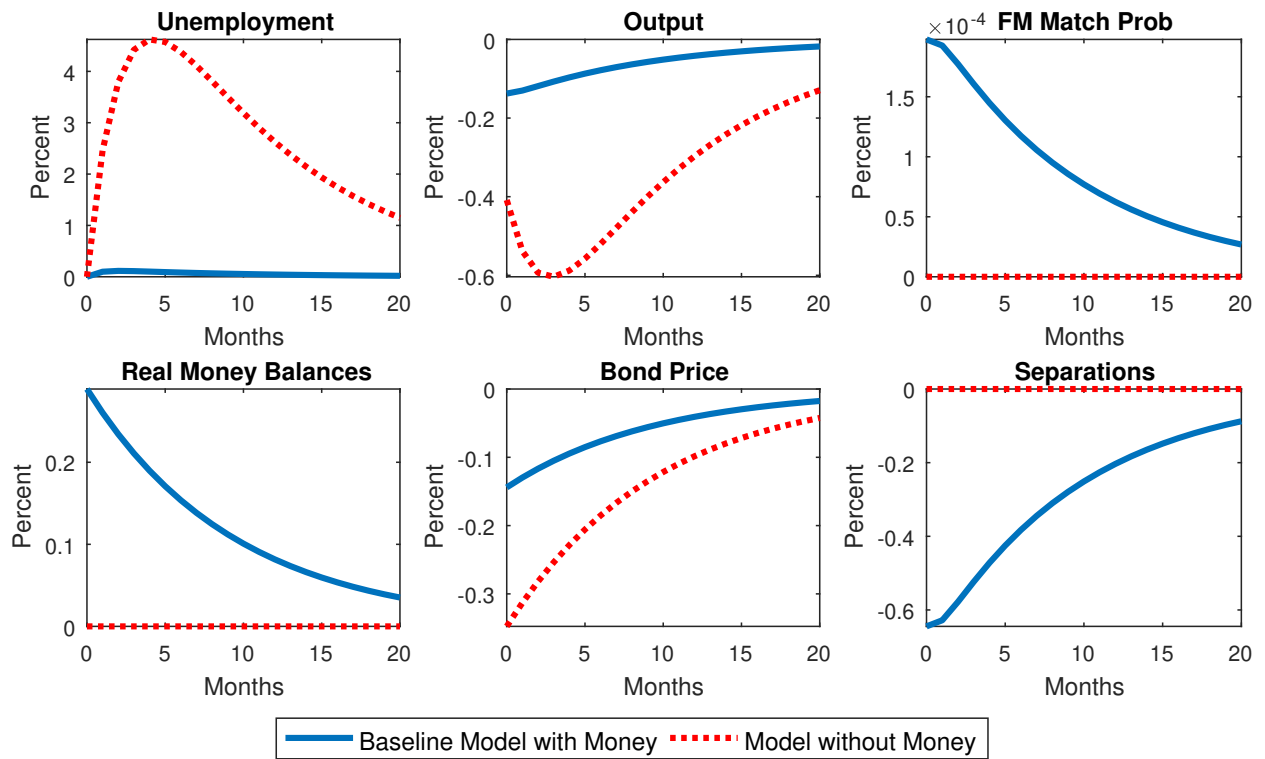 Unemployment
Percent
4
3
2
1
0
0 5 10 15 20
Months
Output
Percent
0
-0.2
-0.4
-0.6
0 5 10 15 20
Months
FM Match Prob
×10-4
Percent
1.5
1
0.5
0
0 5 10 15 20
Months
Real Money Balances
Percent
0.2
0.1
0
0 5 10 15 20
Months
Bond Price
Percent
0
-0.1
-0.2
-0.3
0 5 10 15 20
Months
Separations
Percent
0
-0.2
-0.4
-0.6
0 5 10 15 20
Months
Baseline Model with Money Model without Money